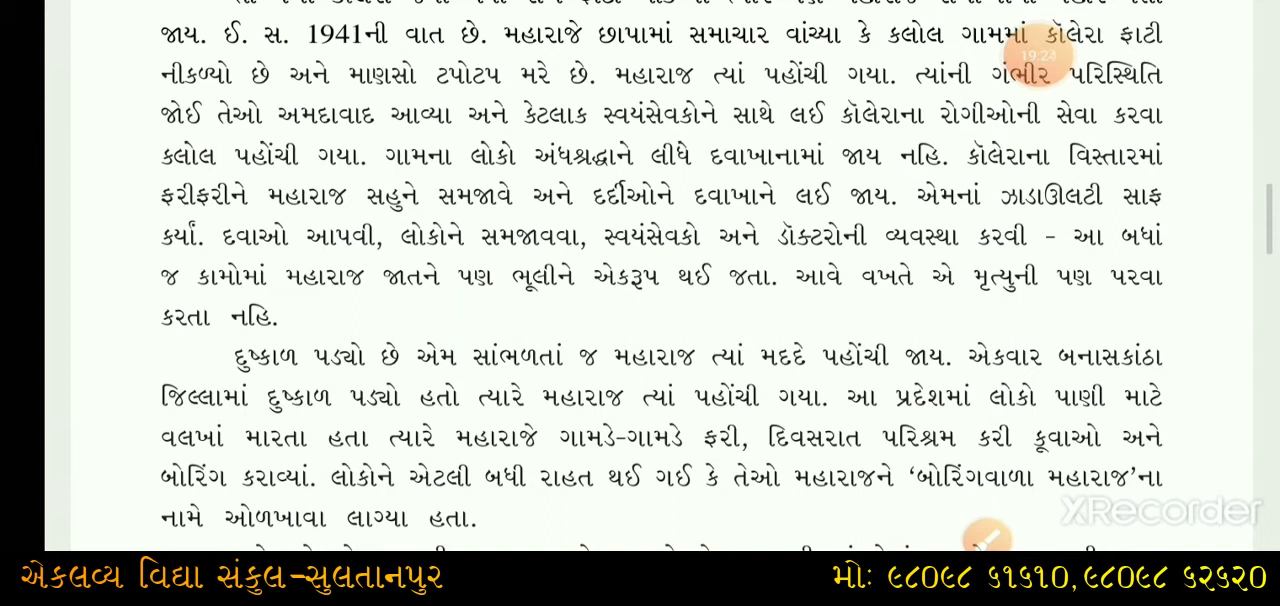 જાય. ઈ. સ. 1941ની વાત છે. મહારાજે છાપામાં સમાચાર વાંચ્યા કે કલોલ ગામમાં કૉલેરા ફાટી
19:24
નીકળ્યો છે અને માણસો ટપોટપ મરે છે. મહારાજ ત્યાં પહોંચી ગયા. ત્યાંની ગંભીર પરિસ્થિતિ
જોઈ તેઓ અમદાવાદ આવ્યા અને કેટલાક સ્વયંસેવકોને સાથે લઈ કૉલેરાના રોગીઓની સેવા કરવા
કલોલ પહોંચી ગયા. ગામના લોકો અંધશ્રદ્ધાને લીધે દવાખાનામાં જાય નહિ. કૉલેરાના વિસ્તારમાં
ફરીફરીને મહારાજ સહુને સમજાવે અને દર્દીઓને દવાખાને લઈ જાય. એમનાં ઝાડાઊલટી સાફ
કર્યાં. દવાઓ આપવી, લોકોને સમજાવવા, સ્વયંસેવકો અને ડૉક્ટરોની વ્યવસ્થા કરવી - આ બધાં
જ કામોમાં મહારાજ જાતને પણ ભૂલીને એકરૂપ થઈ જતા. આવે વખતે એ મૃત્યુની પણ પરવા
કરતા નહિ.
દુષ્કાળ પડ્યો છે એમ સાંભળતાં જ મહારાજ ત્યાં મદદે પહોંચી જાય. એકવાર બનાસકાંઠા
જિલ્લામાં દુષ્કાળ પડ્યો હતો ત્યારે મહારાજ ત્યાં પહોંચી ગયા. આ પ્રદેશમાં લોકો પાણી માટે
વલખાં મારતા હતા ત્યારે મહારાજે ગામડે-ગામડે ફરી, દિવસરાત પરિશ્રમ કરી કૂવાઓ અને
બોરિંગ કરાવ્યાં. લોકોને એટલી બધી રાહત થઈ ગઈ કે તેઓ મહારાજને ‘બોરિંગવાળા મહારાજ’ના
નામે ઓળખાવા લાગ્યા હતા.
XRecorder
એકલવ્ય વિદ્યા સંકુલ-સુલતાનપુર
મોઃ ૯૮૦૯૮ ૬૧૬૧૦,૯૮૦૯૮ ૬૨૬૨૦